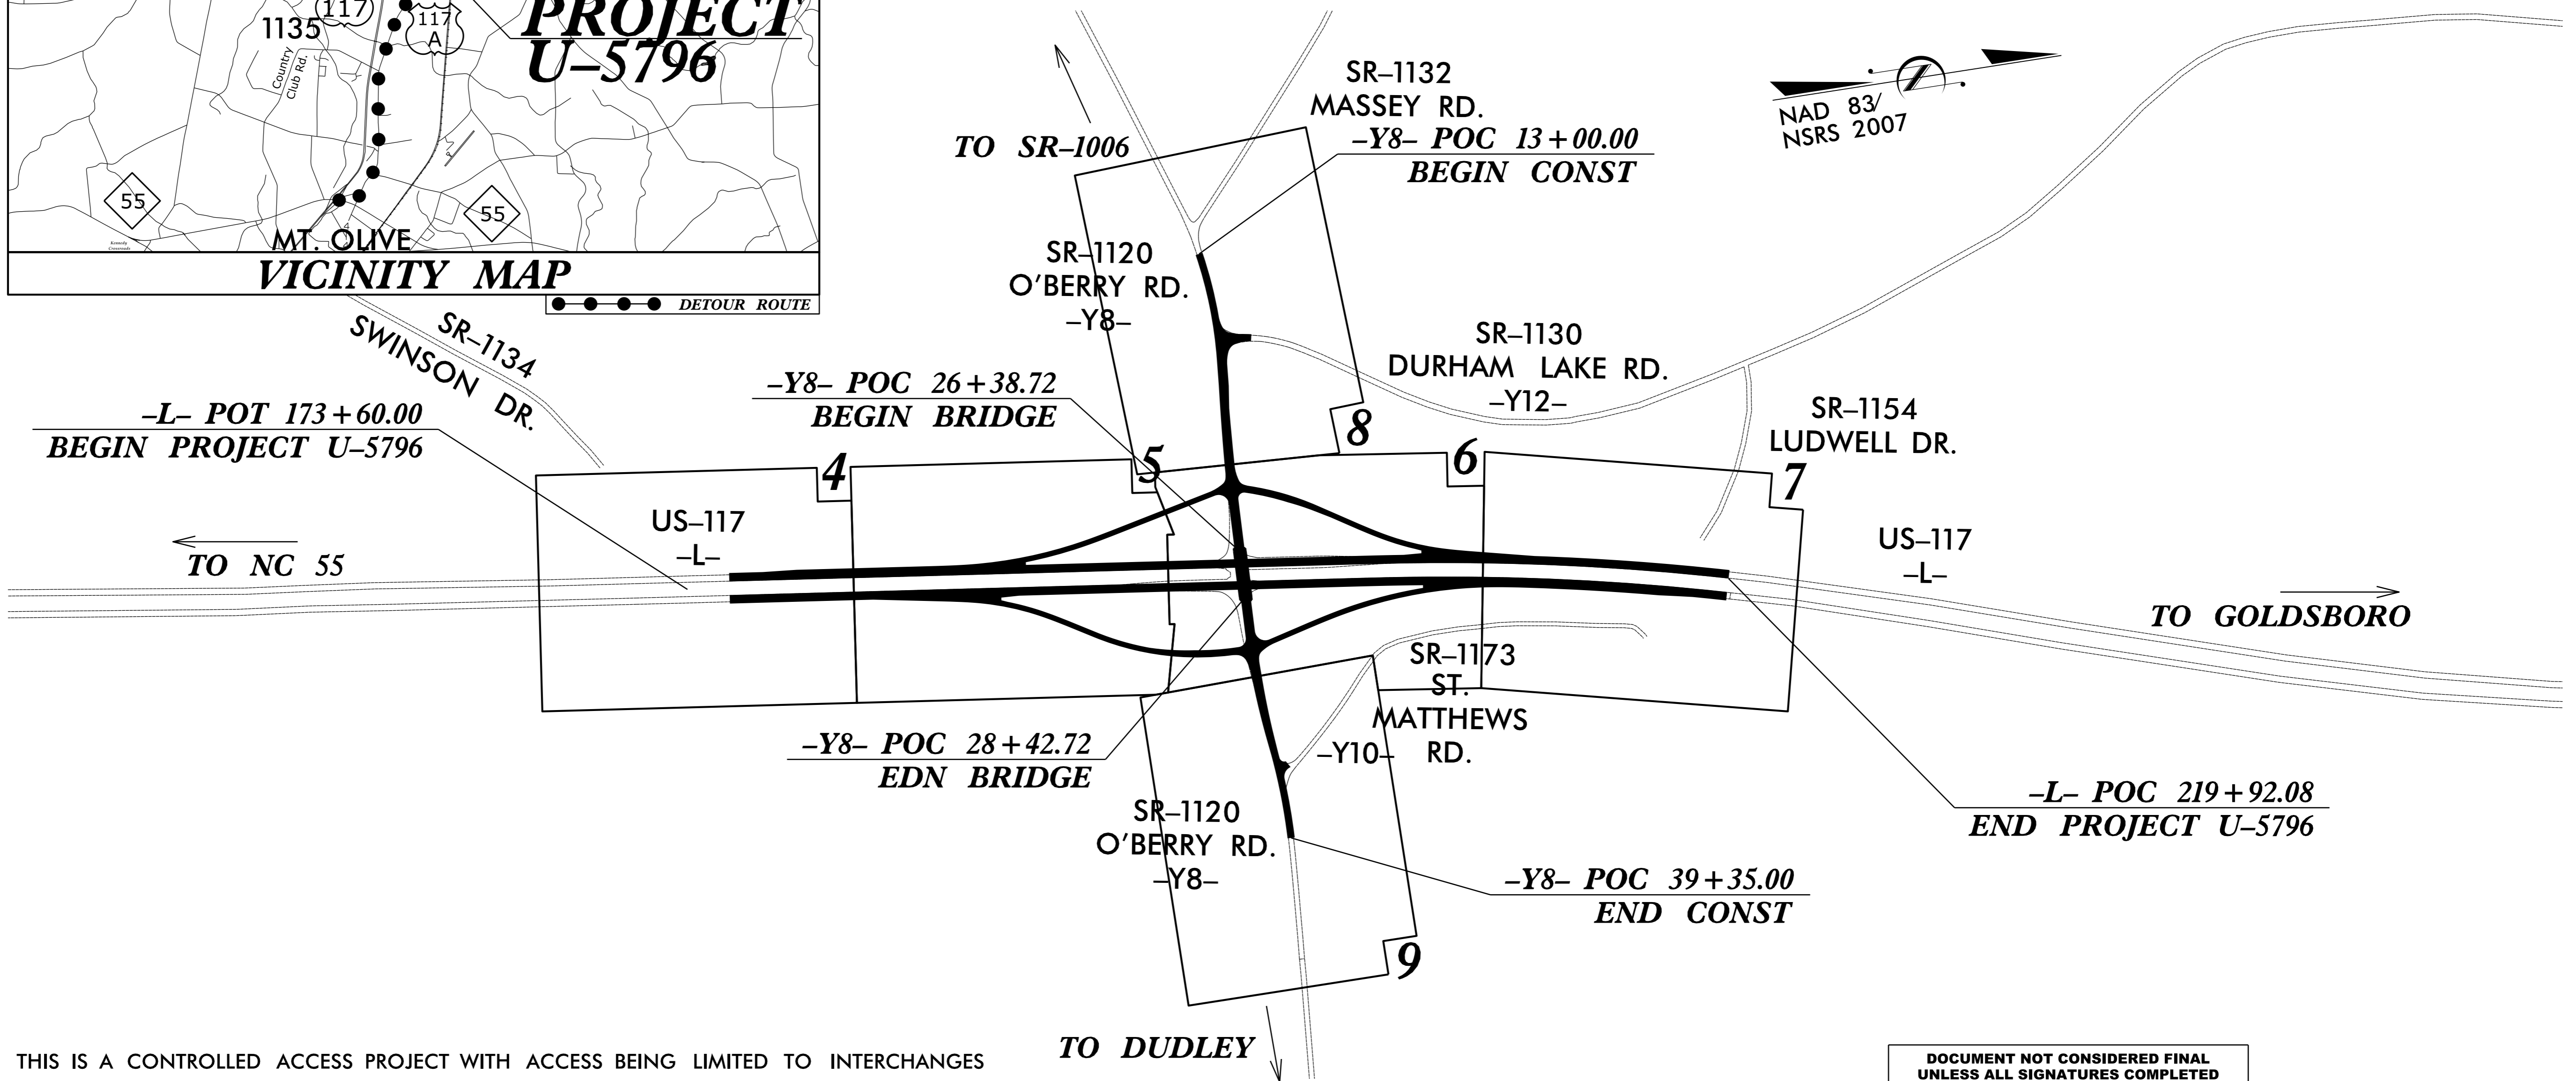 117
1135
117
A
PROJECT
U–5796
Country
Club Rd.
55
55
MT. OLIVE
VICINITY MAP
DETOUR ROUTE
SR–1132
MASSEY RD.
NAD 83/
NSRS 2007
TO SR–1006
–Y8– POC 13+00.00
BEGIN CONST
SR–1120
O'BERRY RD.
–Y8–
SR–1134
SWINSON DR.
SR–1130
DURHAM LAKE RD.
–Y12–
–Y8– POC 26+38.72
BEGIN BRIDGE
–L– POT 173+60.00
BEGIN PROJECT U–5796
SR–1154
LUDWELL DR.
8
4
5
6
7
US–117
–L–
US–117
–L–
TO NC 55
TO GOLDSBORO
SR–1173
ST.
MATTHEWS
RD.
–Y10–
–Y8– POC 28+42.72
EDN BRIDGE
SR–1120
O'BERRY RD.
–Y8–
–L– POC 219+92.08
END PROJECT U–5796
–Y8– POC 39+35.00
END CONST
9
TO DUDLEY
THIS IS A CONTROLLED ACCESS PROJECT WITH ACCESS BEING LIMITED TO INTERCHANGES
DOCUMENT NOT CONSIDERED FINAL
UNLESS ALL SIGNATURES COMPLETED